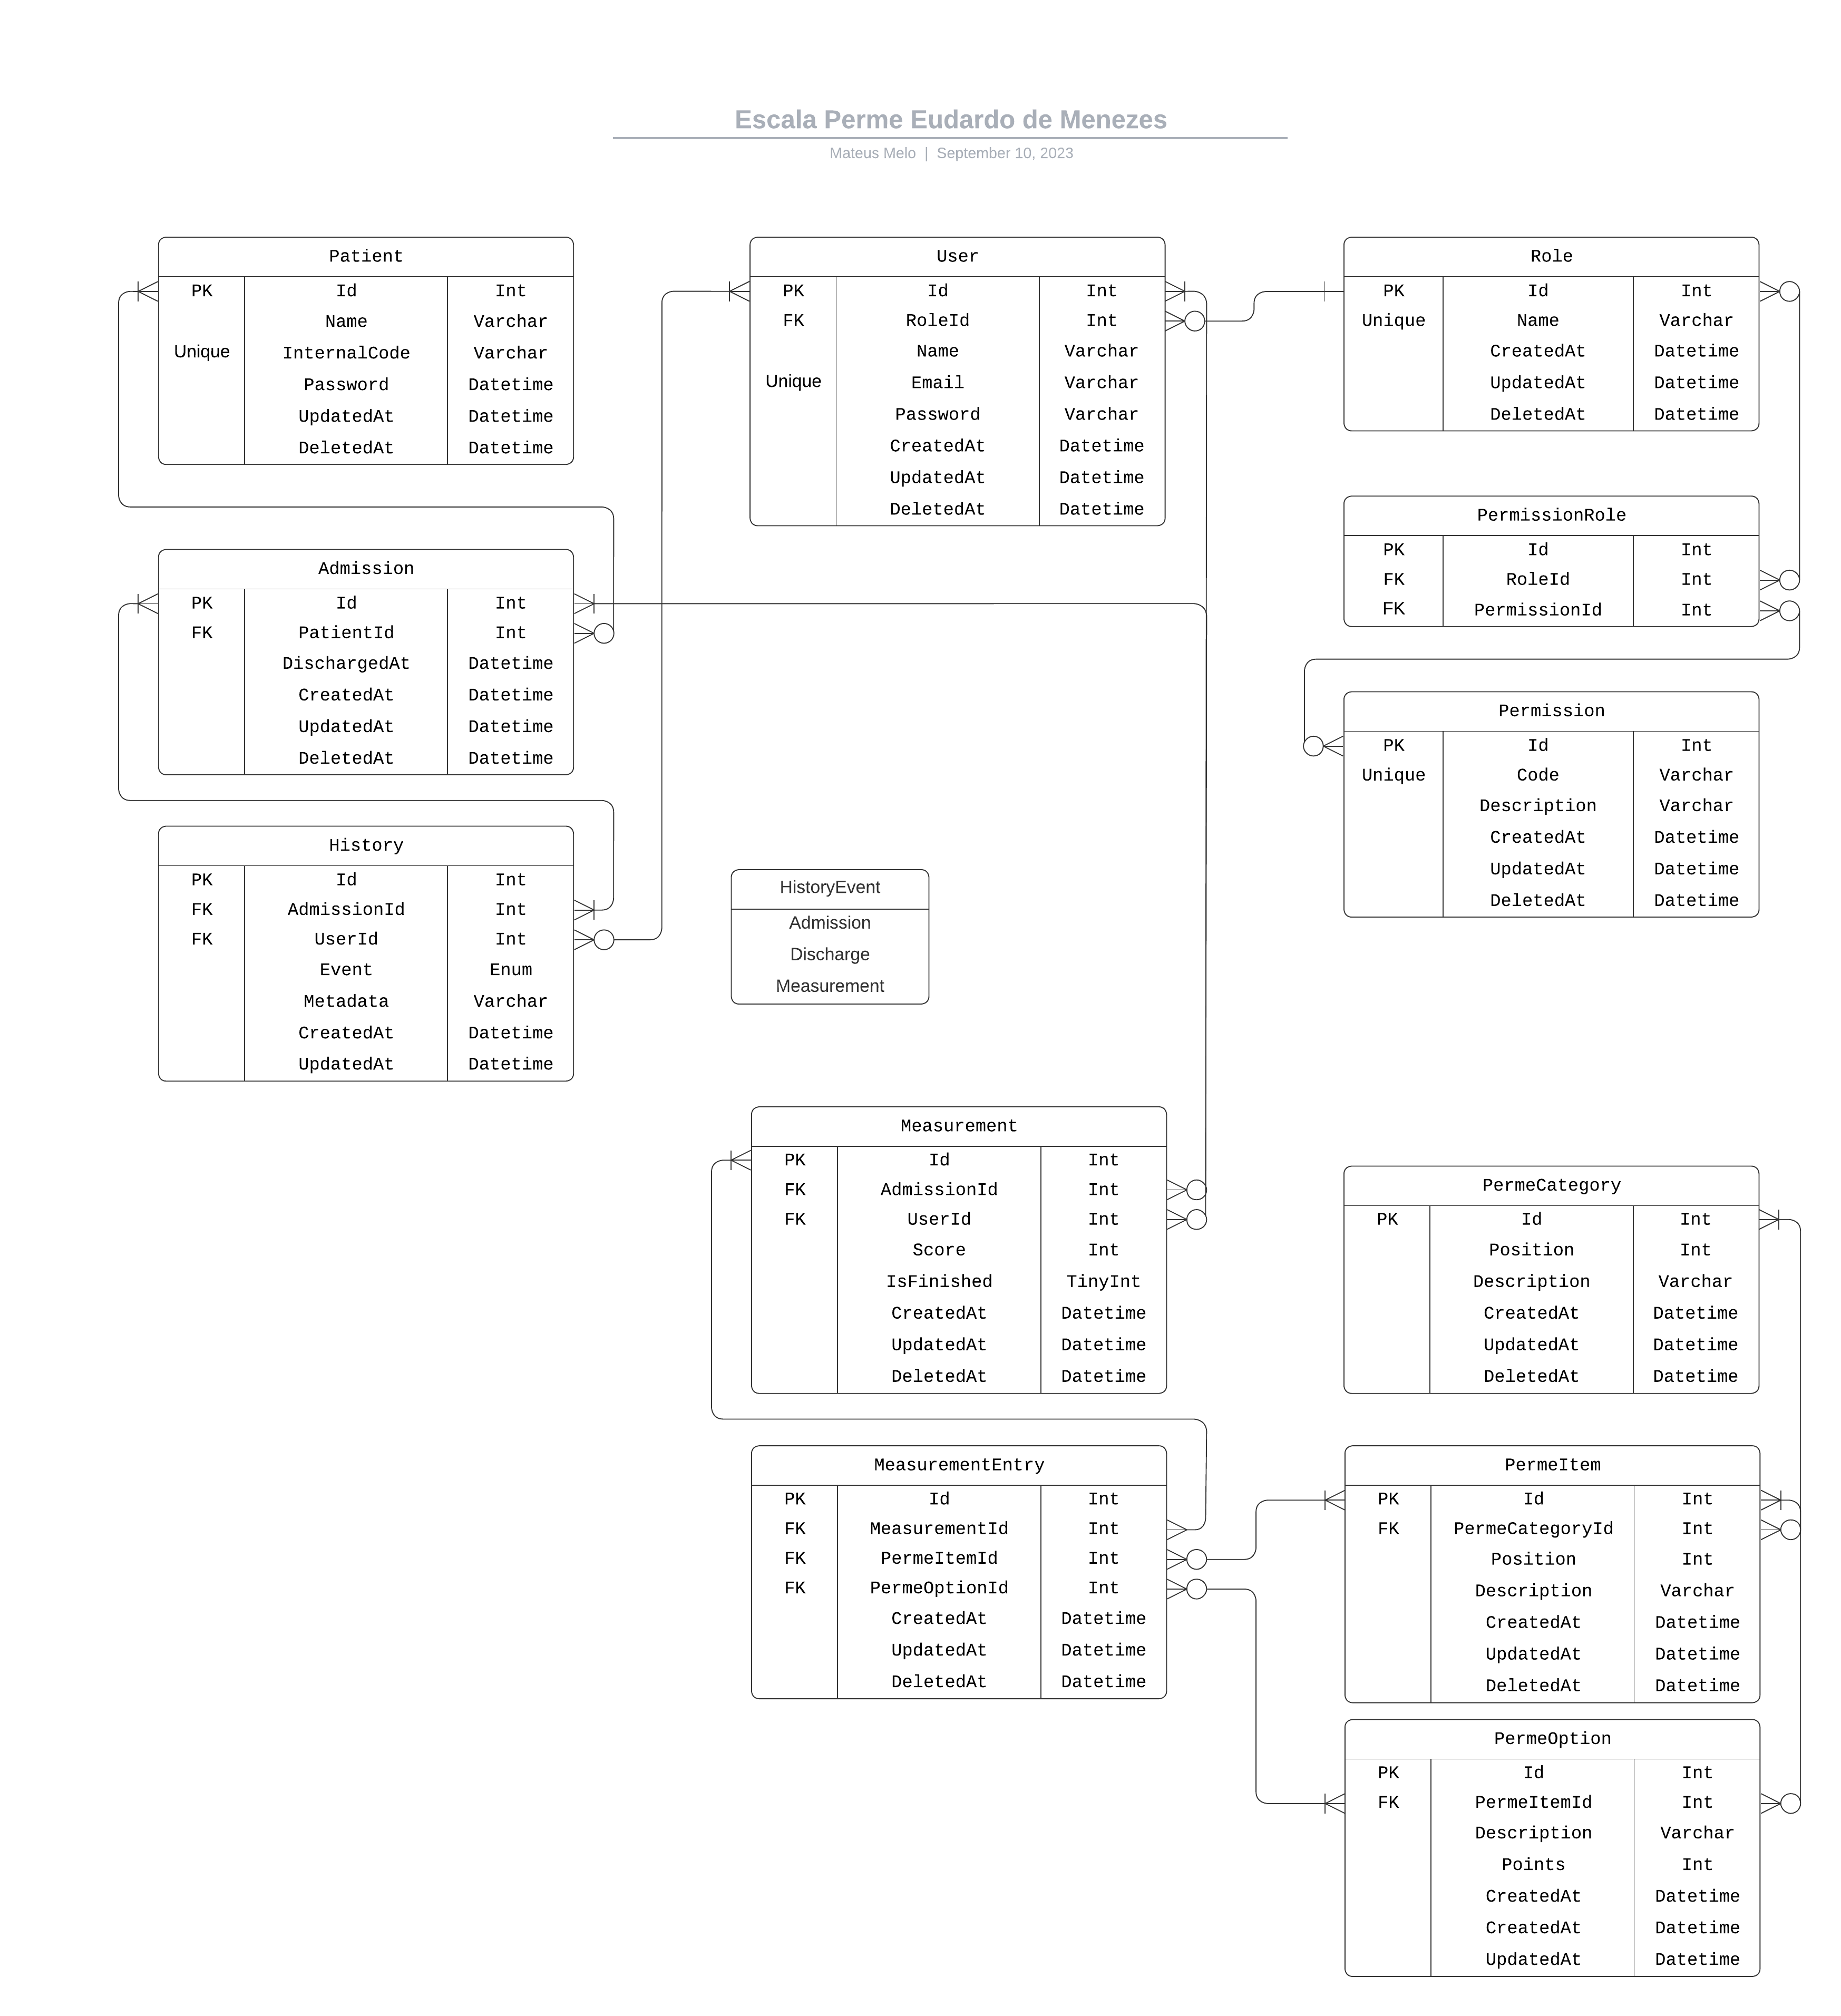 Escala Perme Eudardo de Menezes
Mateus Melo | September 10, 2023
Patient
PK Id Int
Name Varchar
Unique InternalCode Varchar
Password Datetime
UpdatedAt Datetime
DeletedAt Datetime
User
PK Id Int
FK RoleId Int
Name Varchar
Unique Email Varchar
Password Varchar
CreatedAt Datetime
UpdatedAt Datetime
DeletedAt Datetime
Role
PK Id Int
Unique Name Varchar
CreatedAt Datetime
UpdatedAt Datetime
DeletedAt Datetime
PermissionRole
PK Id Int
FK RoleId Int
FK PermissionId Int
Admission
PK Id Int
FK PatientId Int
DischargedAt Datetime
CreatedAt Datetime
UpdatedAt Datetime
DeletedAt Datetime
Permission
PK Id Int
Unique Code Varchar
Description Varchar
CreatedAt Datetime
UpdatedAt Datetime
DeletedAt Datetime
History
PK Id Int
FK AdmissionId Int
FK UserId Int
Event Enum
Metadata Varchar
CreatedAt Datetime
UpdatedAt Datetime
HistoryEvent
Admission
Discharge
Measurement
Measurement
PK Id Int
FK AdmissionId Int
FK UserId Int
Score Int
IsFinished TinyInt
CreatedAt Datetime
UpdatedAt Datetime
DeletedAt Datetime
PermeCategory
PK Id Int
Position Int
Description Varchar
CreatedAt Datetime
UpdatedAt Datetime
DeletedAt Datetime
MeasurementEntry
PK Id Int
FK MeasurementId Int
FK PermeItemId Int
FK PermeOptionId Int
CreatedAt Datetime
UpdatedAt Datetime
DeletedAt Datetime
PermeItem
PK Id Int
FK PermeCategoryId Int
Position Int
Description Varchar
CreatedAt Datetime
UpdatedAt Datetime
DeletedAt Datetime
PermeOption
PK Id Int
FK PermeItemId Int
Description Varchar
Points Int
CreatedAt Datetime
CreatedAt Datetime
UpdatedAt Datetime